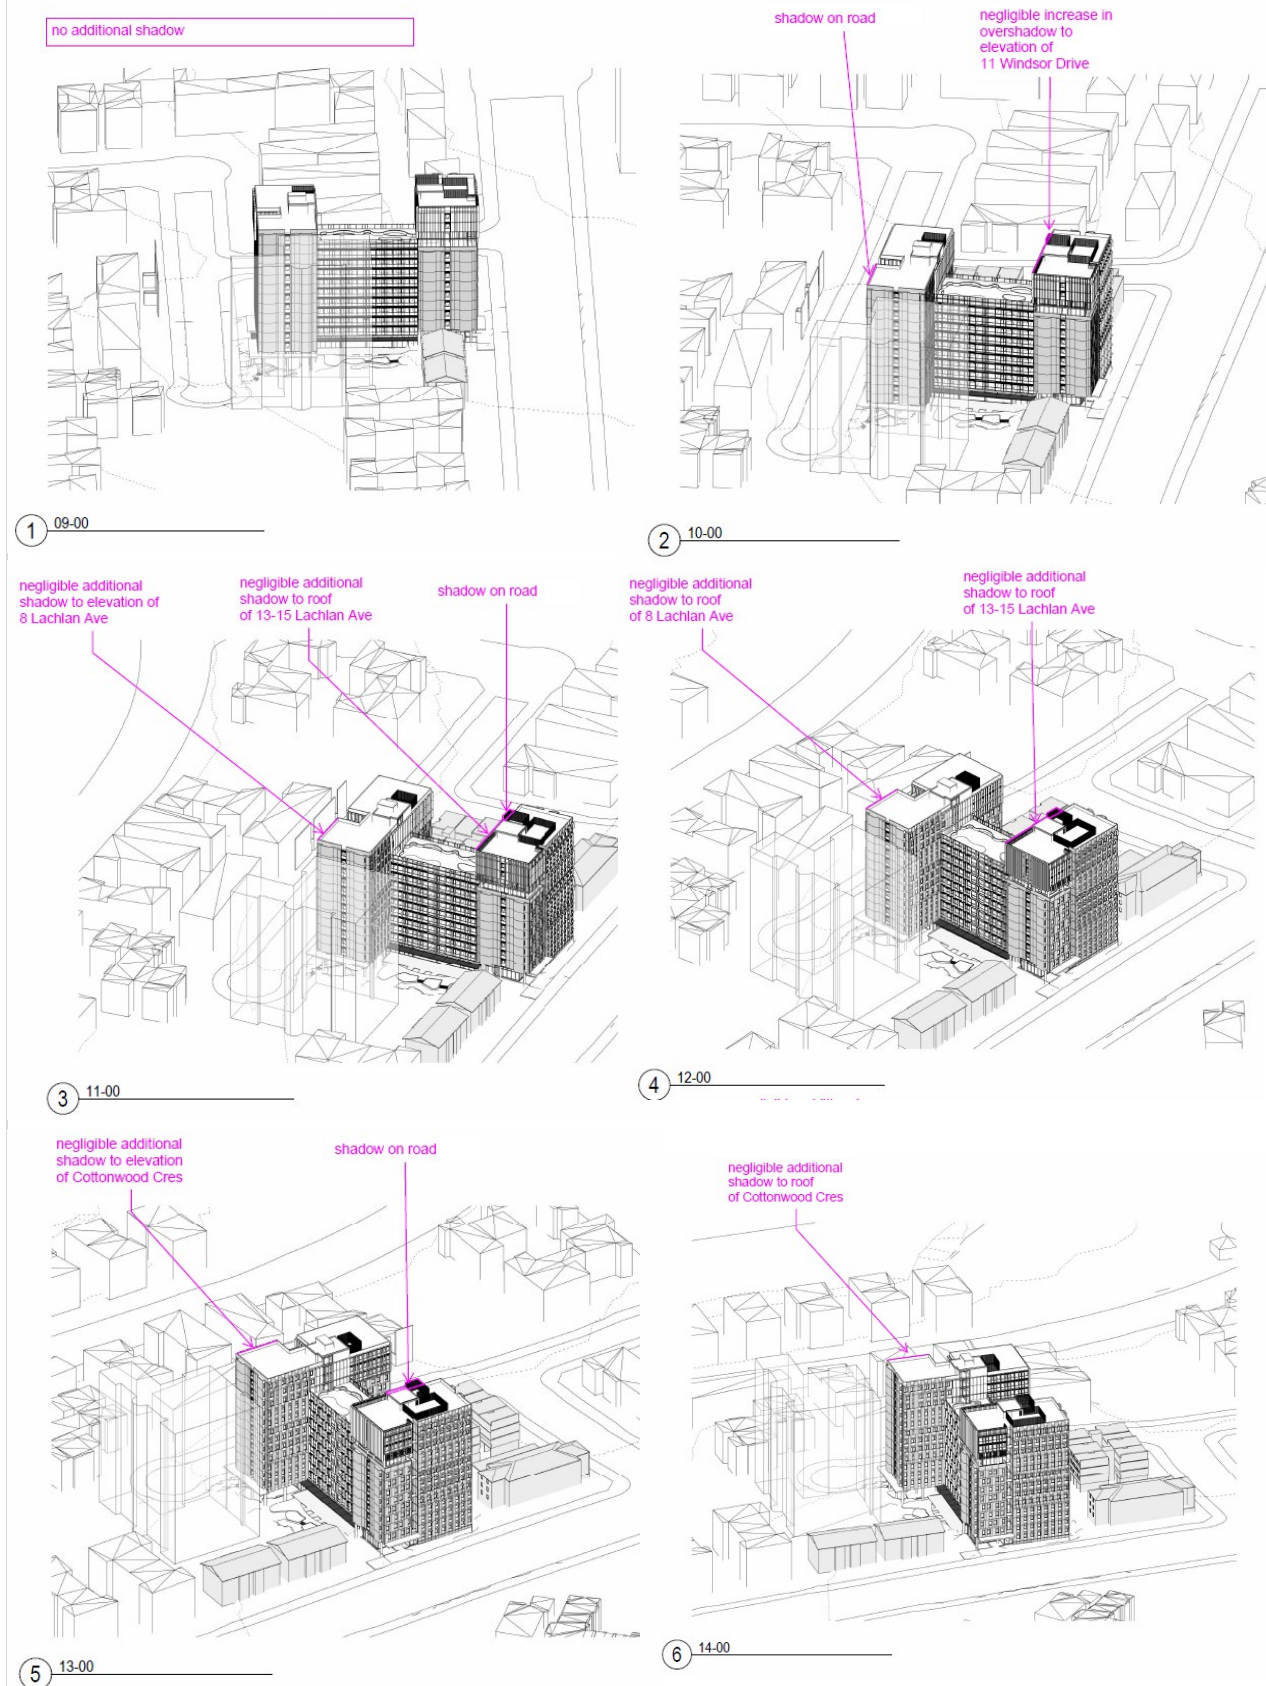 no additional shadow
shadow on road
negligible increase in
overshadow to
elevation of
11 Windsor Drive
1 09-00
2 10-00
negligible additional
shadow to elevation of
8 Lachlan Ave
negligible additional
shadow to roof
of 13-15 Lachlan Ave
shadow on road
negligible additional
shadow to roof
of 8 Lachlan Ave
negligible additional
shadow to roof
of 13-15 Lachlan Ave
3 11-00
4 12-00
negligible additional
shadow to elevation
of Cottonwood Cres
shadow on road
negligible additional
shadow to roof
of Cottonwood Cres
5 13-00
6 14-00